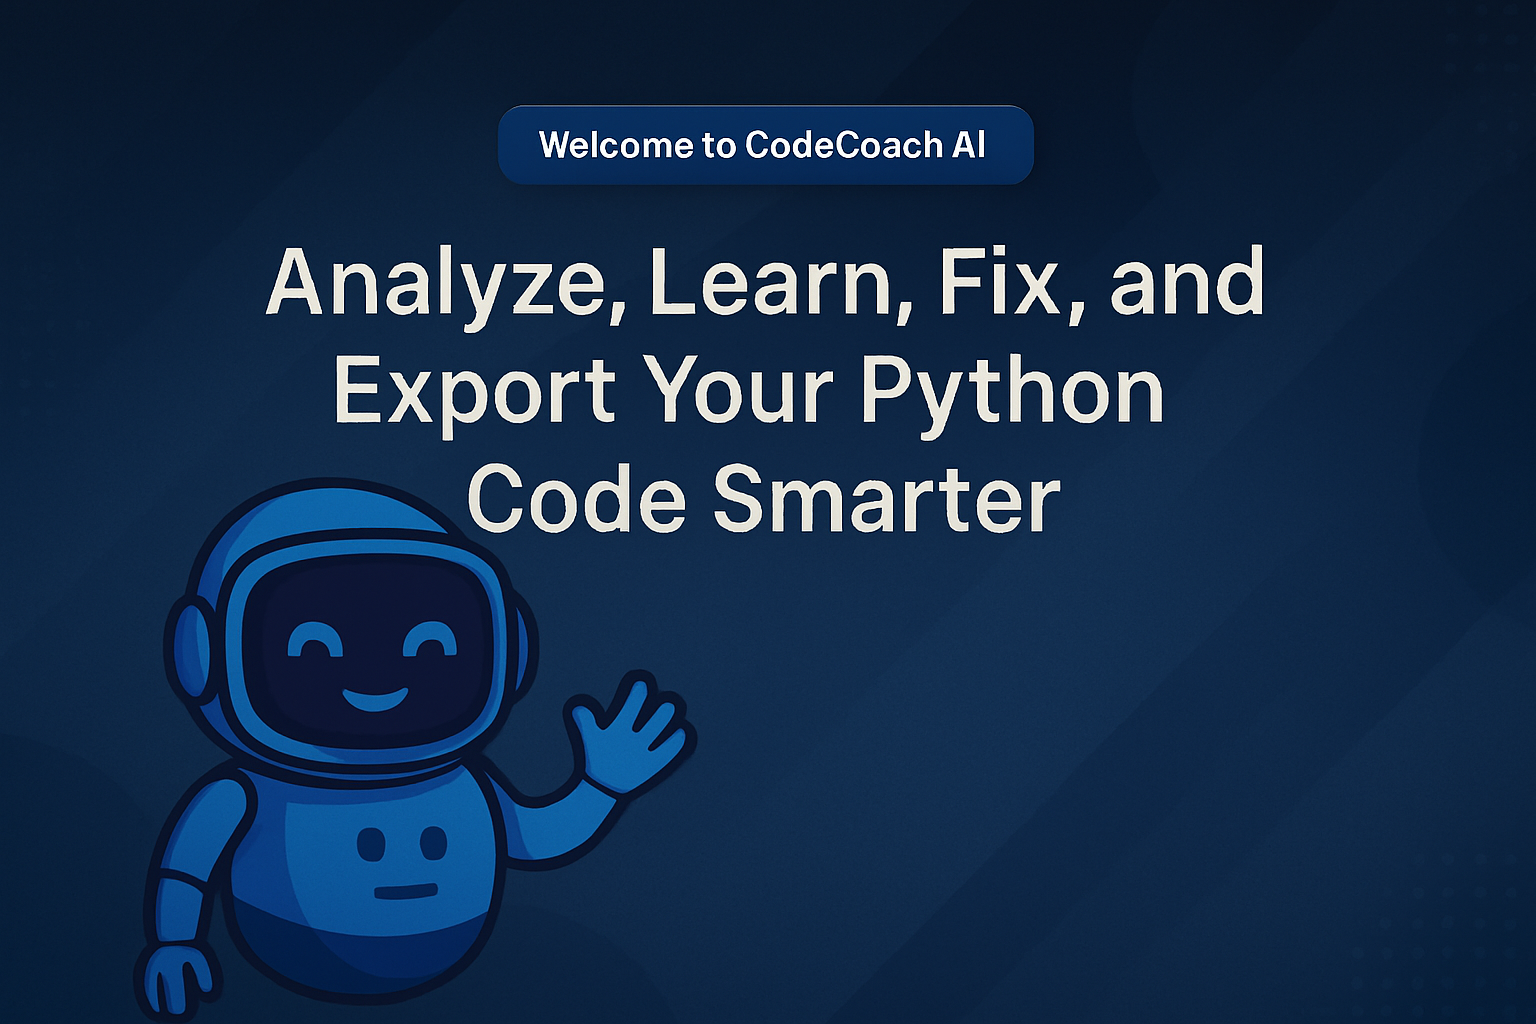 Welcome to CodeCoach AI
Analyze, Learn, Fix, and
Export Your Python
Code Smarter